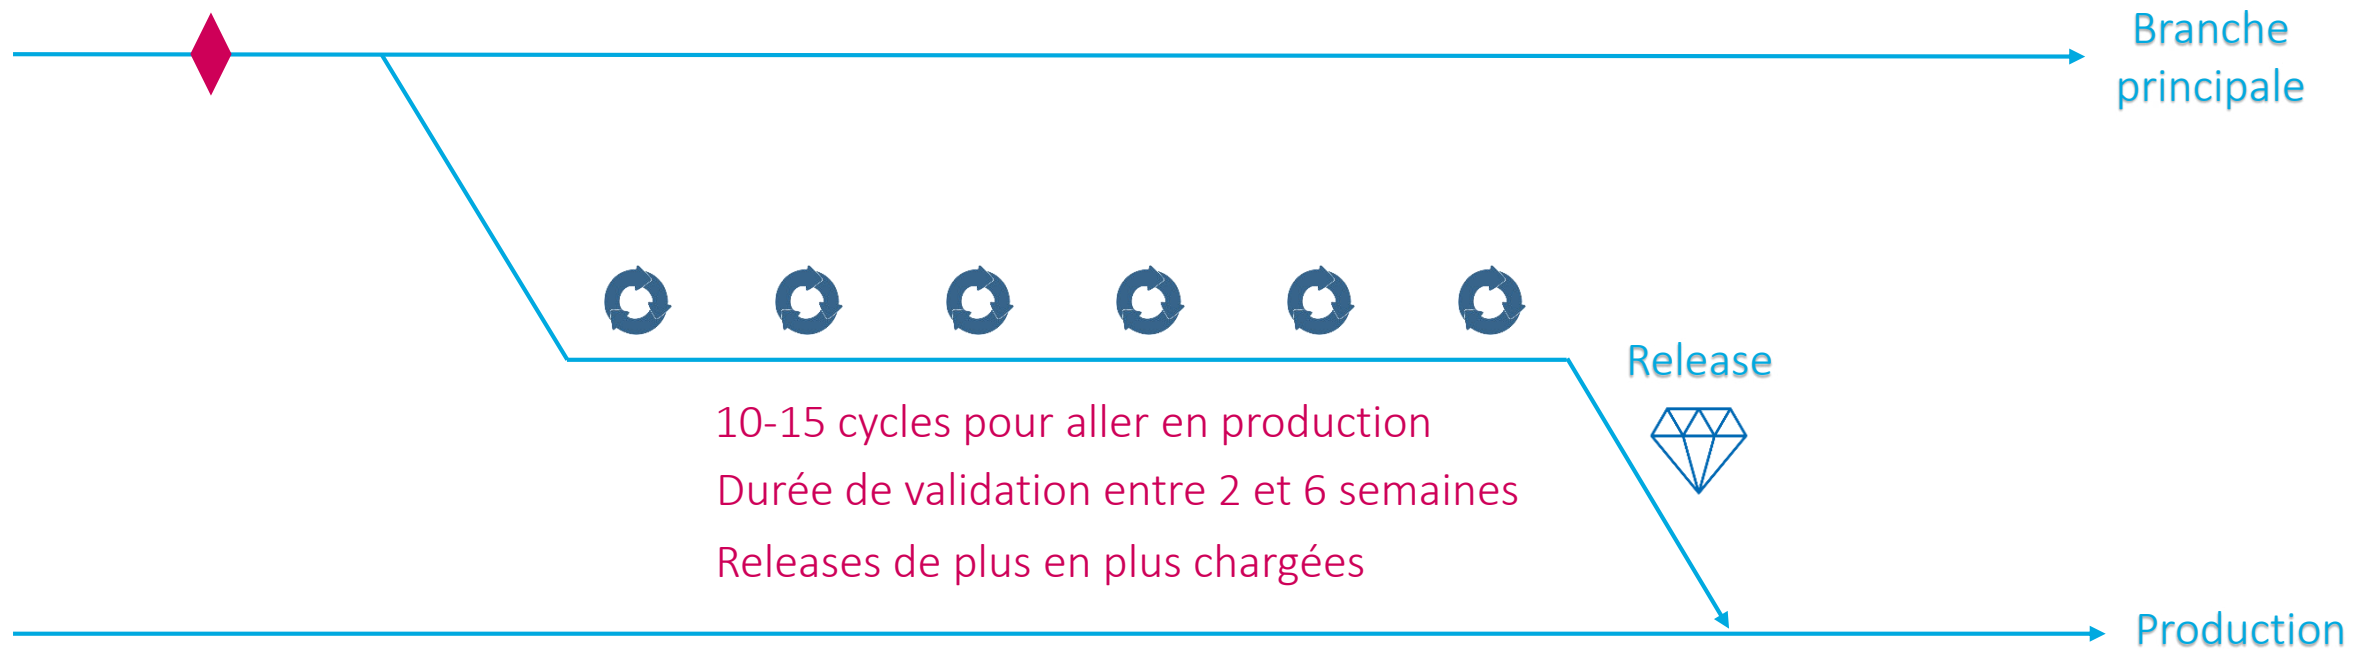 Branche
principale
Release
10-15 cycles pour aller en production
Durée de validation entre 2 et 6 semaines
Releases de plus en plus chargées
Production